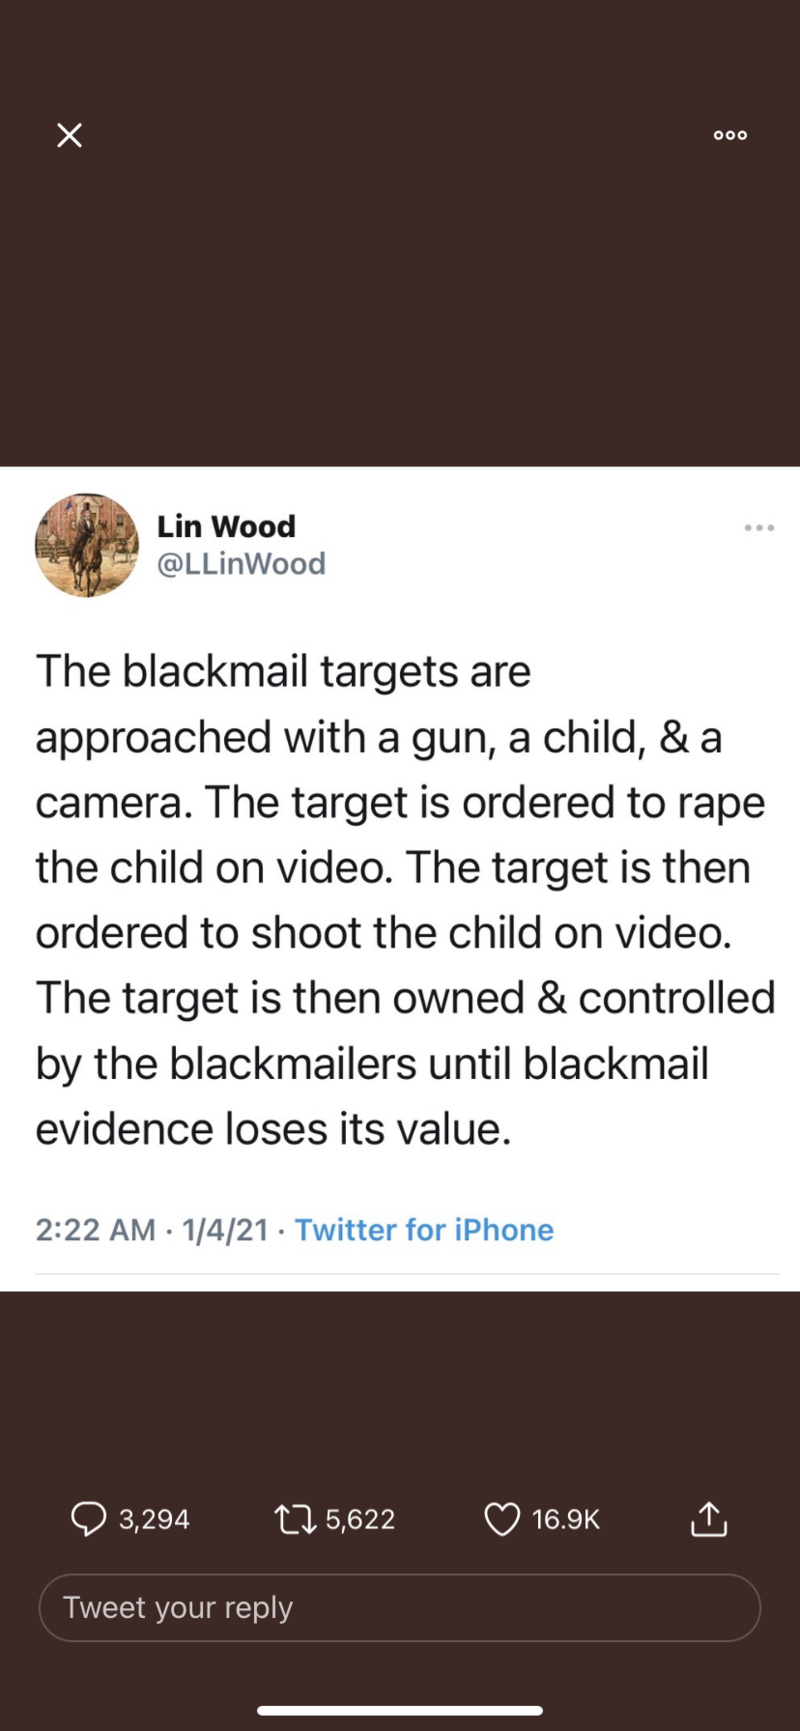 Lin Wood
@LLinWood
The blackmail targets are
approached with a gun, a child, & a
camera. The target is ordered to rape
the child on video. The target is then
ordered to shoot the child on video.
The target is then owned & controlled
by the blackmailers until blackmail
evidence loses its value.
2:22 AM · 1/4/21 · Twitter for iPhone
3,294 5,622 16.9K
Tweet your reply